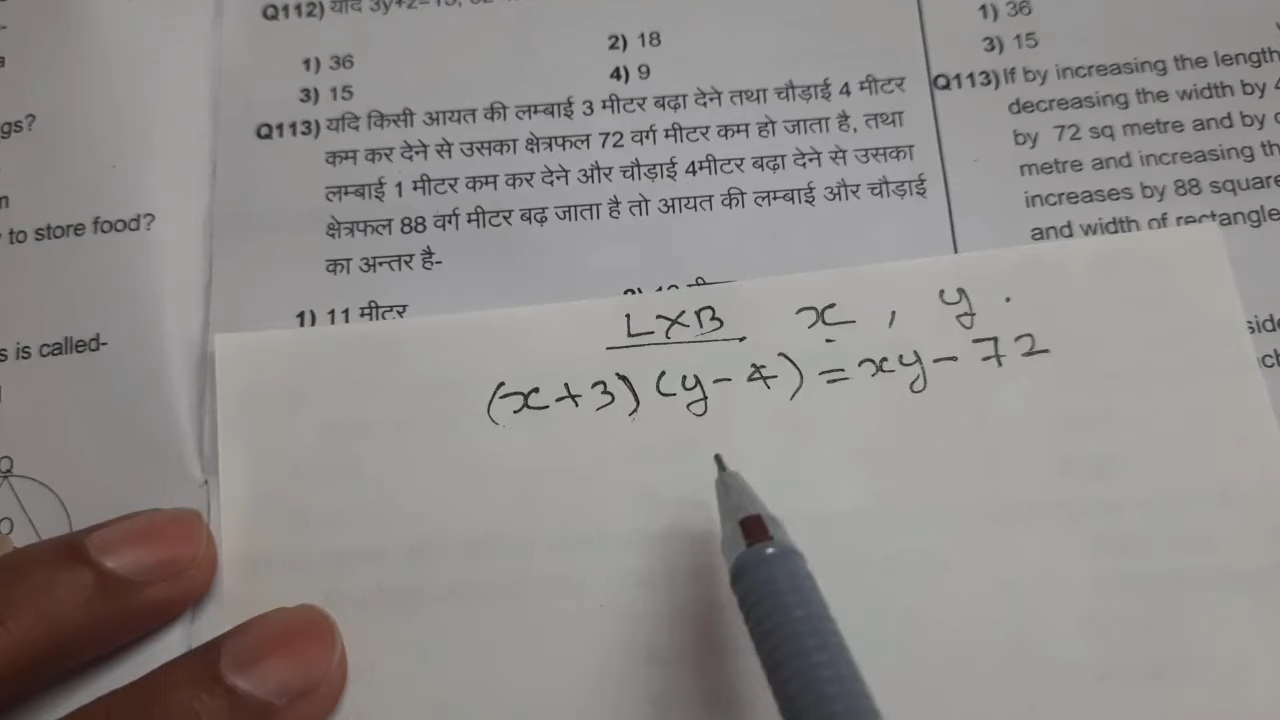 Q112) यदि 3y+2=15,
1) 36
2) 18
3) 15
4) 9
Q113) यदि किसी आयत की लम्बाई 3 मीटर बढ़ा देने तथा चौड़ाई 4 मीटर
कम कर देने से उसका क्षेत्रफल 72 वर्ग मीटर कम हो जाता है, तथा
लम्बाई 1 मीटर कम कर देने और चौड़ाई 4मीटर बढ़ा देने से उसका
क्षेत्रफल 88 वर्ग मीटर बढ़ जाता है तो आयत की लम्बाई और चौड़ाई
का अन्तर है-
1) 11 मीटर
L×B x , y .
(x+3) (y-4) = xy - 72
gs?
to store food?
s is called-
Q
1) 36
3) 15
Q113) If by increasing the length
decreasing the width by 4
by 72 sq metre and by
metre and increasing th
increases by 88 square
and width of rectangle